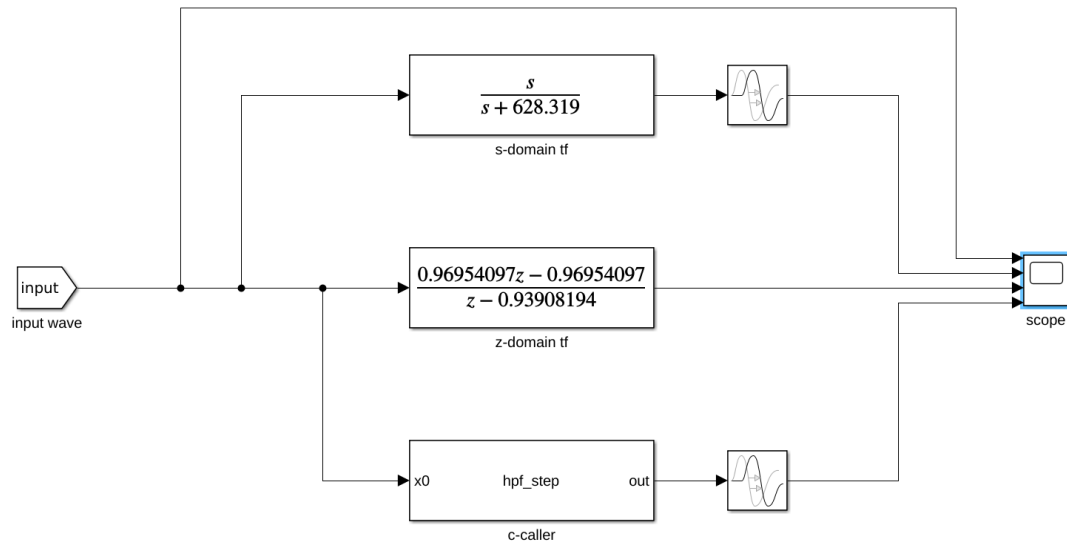 s
s + 628.319
s-domain tf
input
input wave
0.96954097z − 0.96954097
z − 0.93908194
z-domain tf
scope
x0 hpf_step out
c-caller